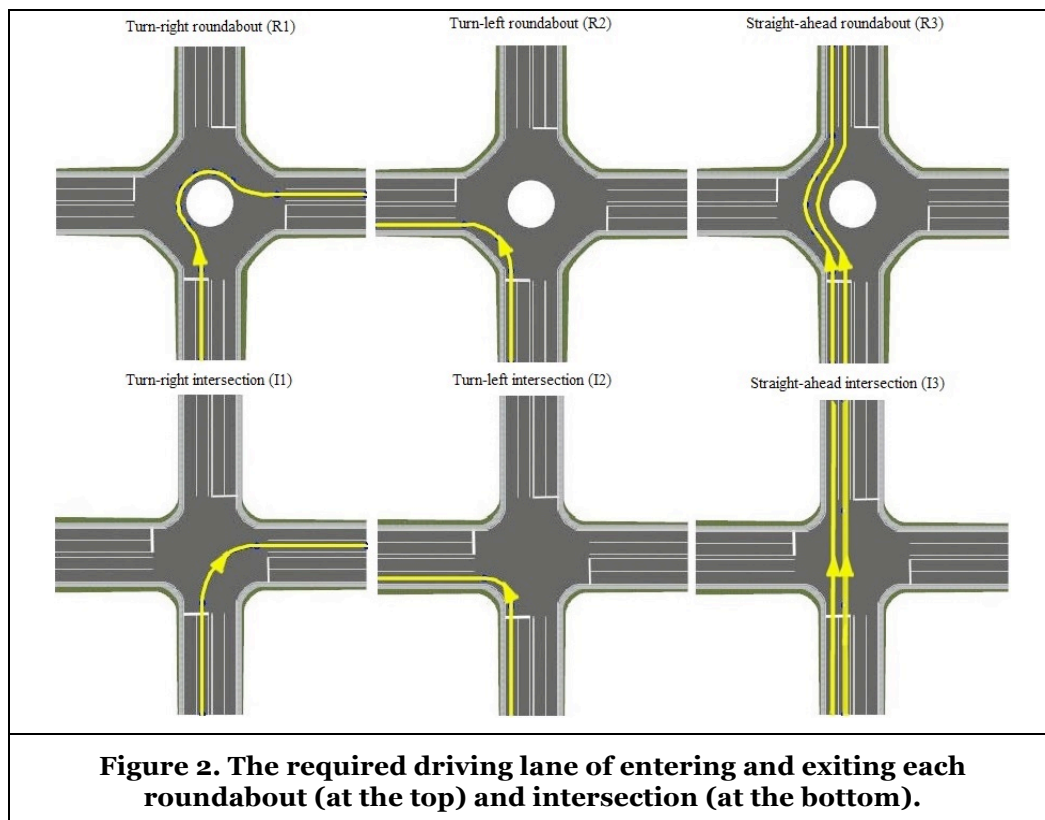 Turn-right roundabout (R1)
Turn-left roundabout (R2)
Straight-ahead roundabout (R3)
Turn-right intersection (I1)
Turn-left intersection (I2)
Straight-ahead intersection (I3)
Figure 2. The required driving lane of entering and exiting each
roundabout (at the top) and intersection (at the bottom).